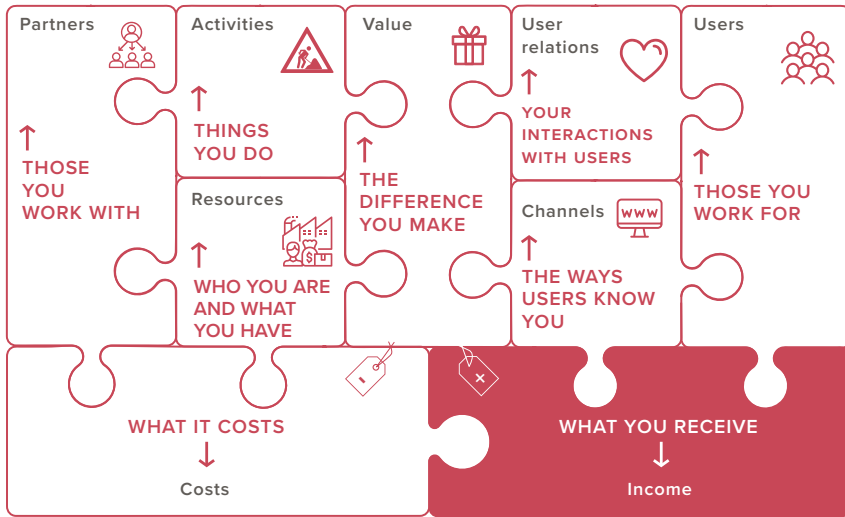 Partners
↑
THOSE
YOU
WORK WITH
Activities
↑
THINGS
YOU DO
Resources
↑
WHO YOU ARE
AND WHAT
YOU HAVE
Value
↑
THE
DIFFERENCE
YOU MAKE
User
relations
↑
YOUR
INTERACTIONS
WITH USERS
Channels
WWW
↑
THE WAYS
USERS KNOW
YOU
Users
↑
THOSE YOU
WORK FOR
-
WHAT IT COSTS
↓
Costs
×
WHAT YOU RECEIVE
↓
Income